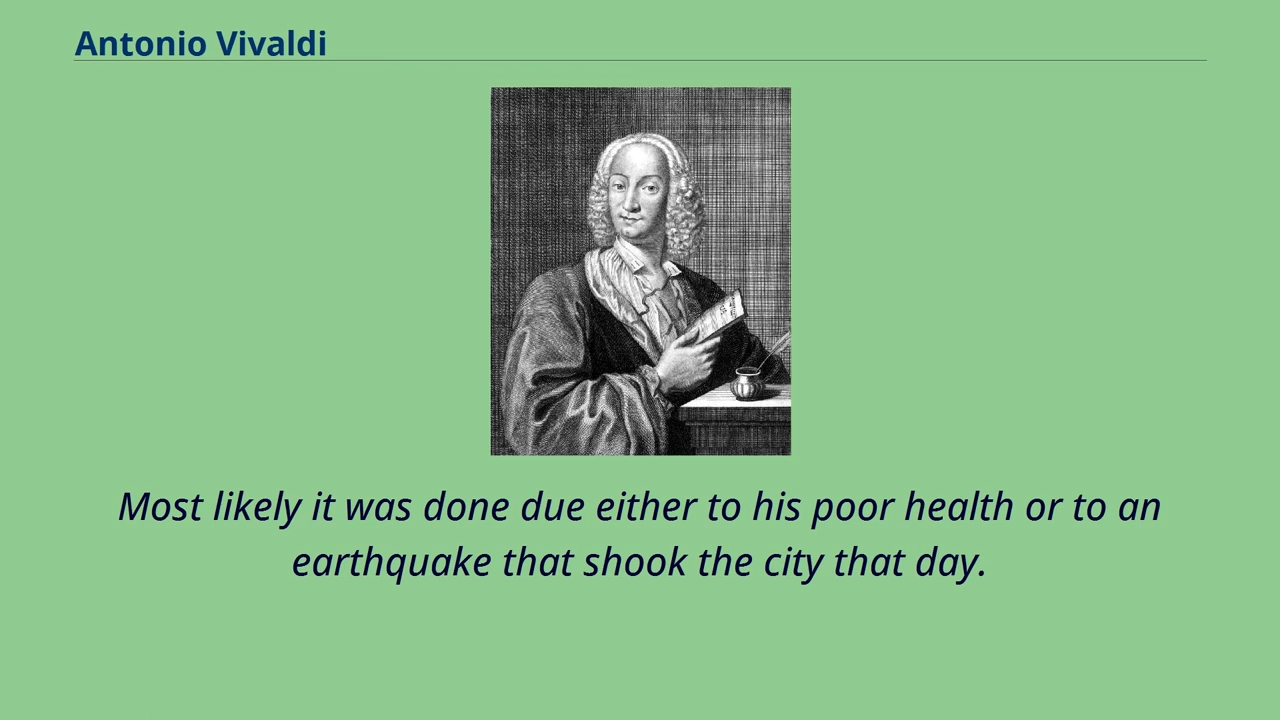 Antonio Vivaldi
Most likely it was done due either to his poor health or to an
earthquake that shook the city that day.